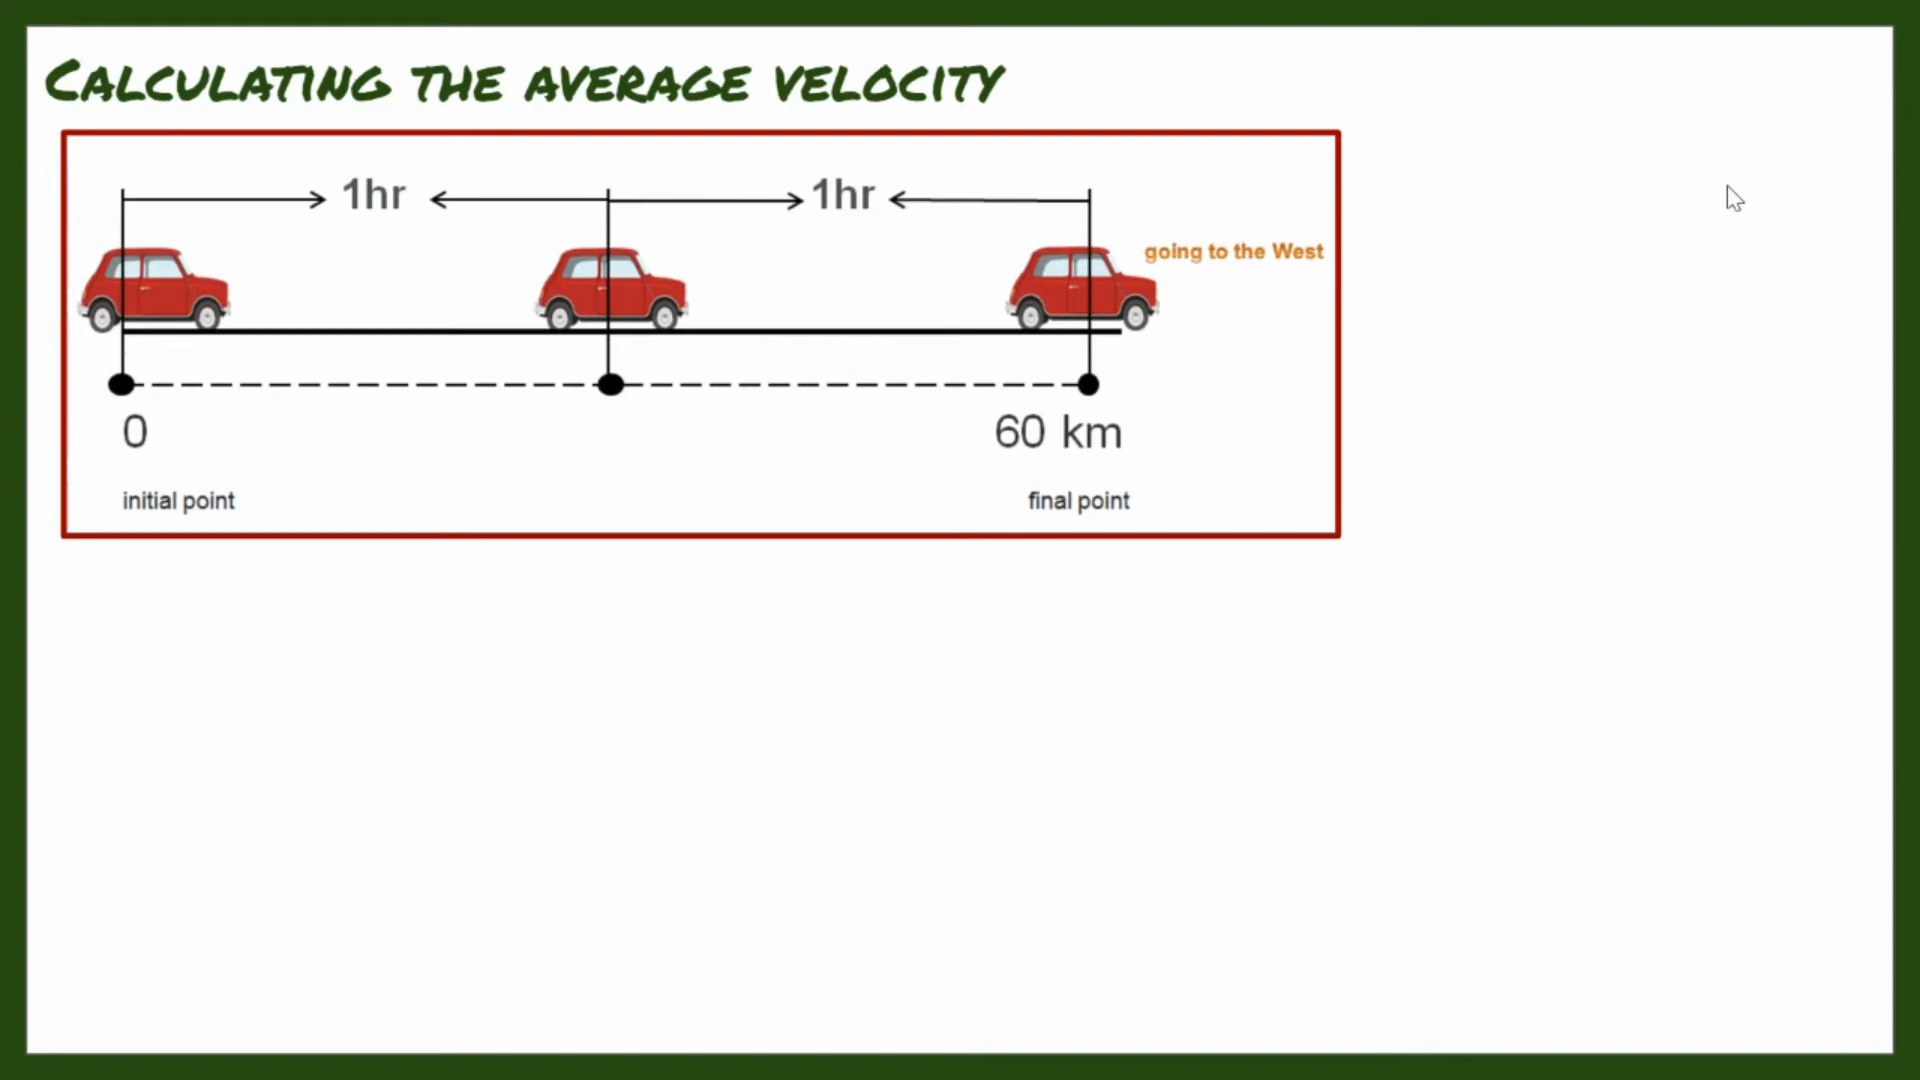 CALCULATING THE AVERAGE VELOCITY
1hr 1hr
going to the West
0 60 km
initial point final point